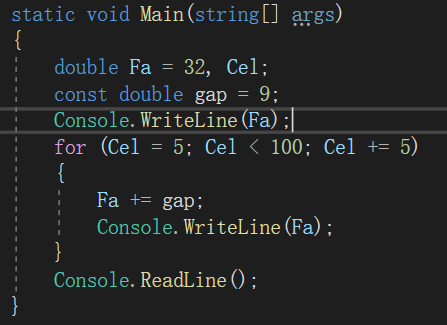 static void Main(string[] args)
{
double Fa = 32, Cel;
const double gap = 9;
Console.WriteLine(Fa);
for (Cel = 5; Cel < 100; Cel += 5)
{
Fa += gap;
Console.WriteLine(Fa);
}
Console.ReadLine();
}